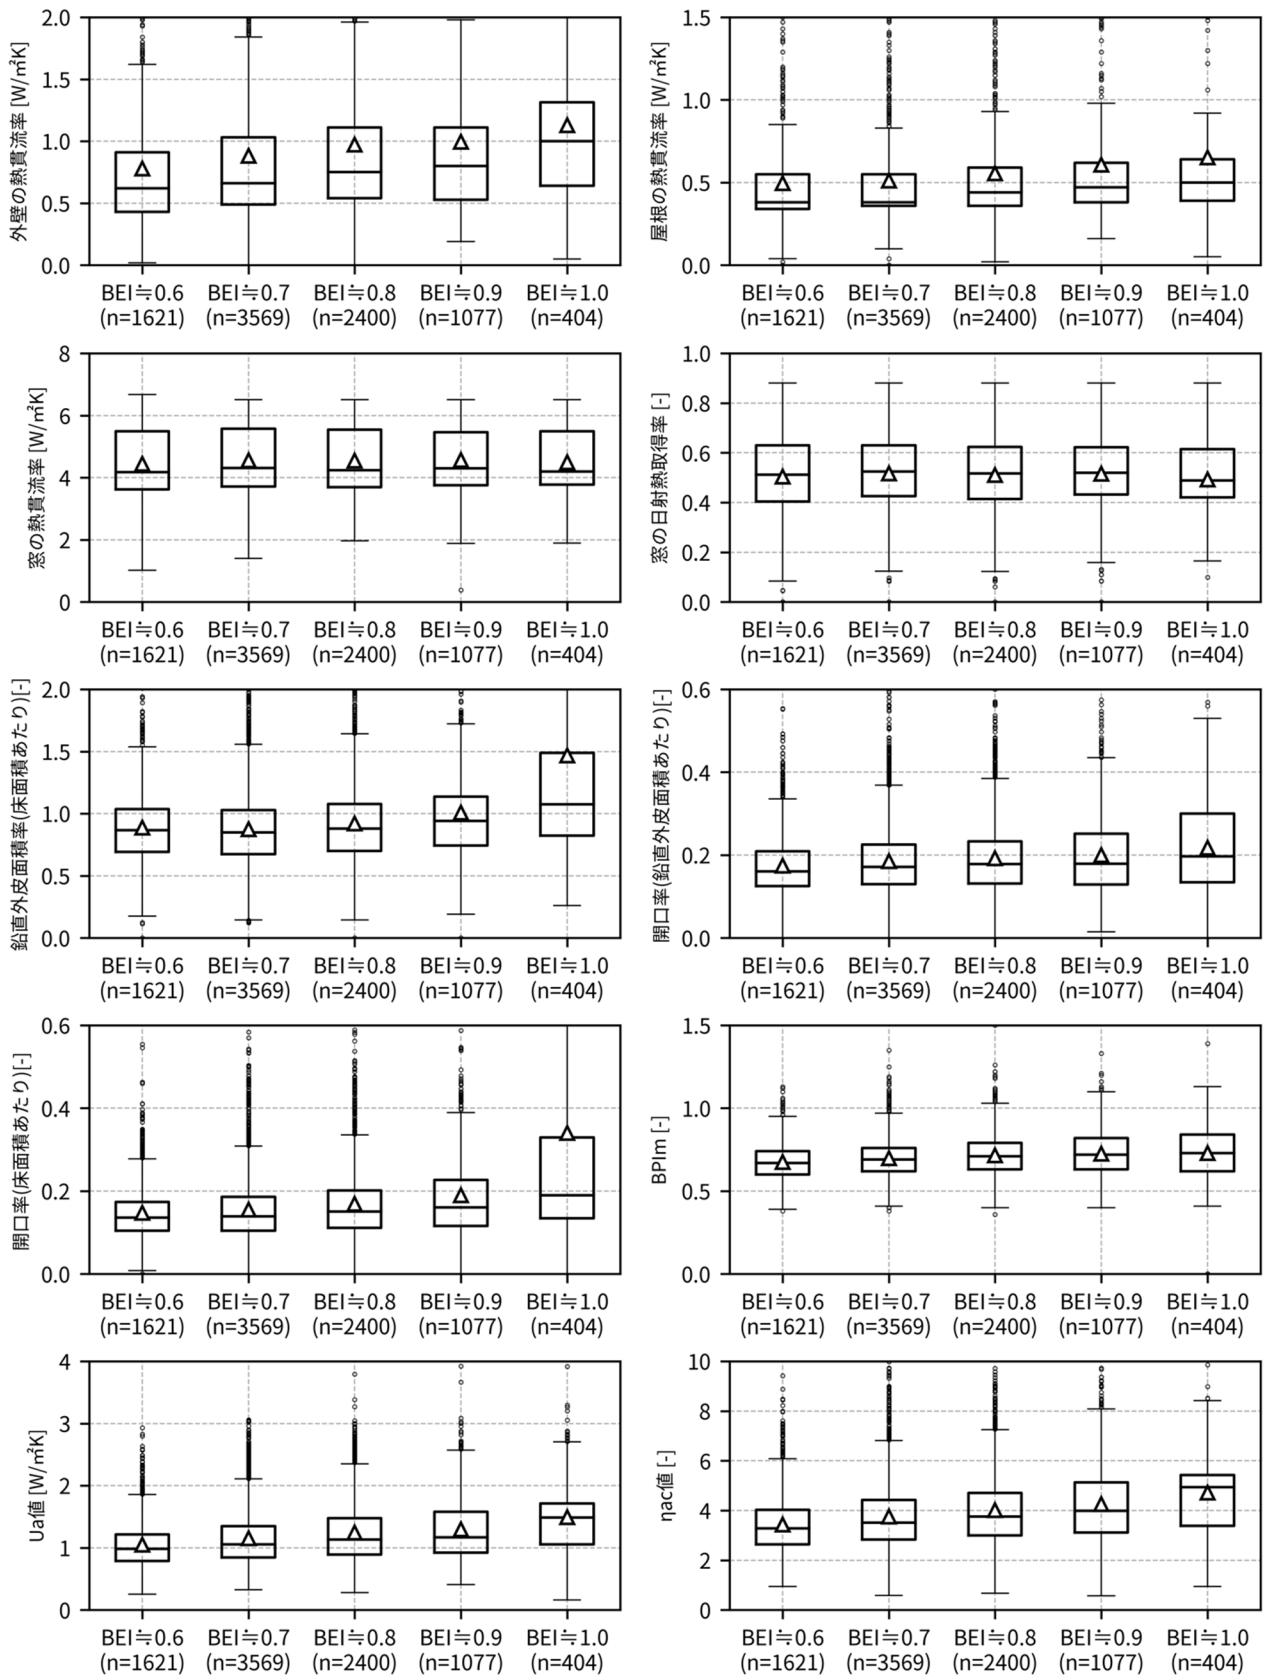 外壁の熱貫流率 [W/㎡K]
2.0
1.5
1.0
0.5
0.0
BEI≒0.6 BEI≒0.7 BEI≒0.8 BEI≒0.9 BEI≒1.0
(n=1621) (n=3569) (n=2400) (n=1077) (n=404)
屋根の熱貫流率 [W/㎡K]
1.5
1.0
0.5
0.0
BEI≒0.6 BEI≒0.7 BEI≒0.8 BEI≒0.9 BEI≒1.0
(n=1621) (n=3569) (n=2400) (n=1077) (n=404)
窓の熱貫流率 [W/㎡K]
8
6
4
2
0
BEI≒0.6 BEI≒0.7 BEI≒0.8 BEI≒0.9 BEI≒1.0
(n=1621) (n=3569) (n=2400) (n=1077) (n=404)
窓の日射熱取得率 [-]
1.0
0.8
0.6
0.4
0.2
0.0
BEI≒0.6 BEI≒0.7 BEI≒0.8 BEI≒0.9 BEI≒1.0
(n=1621) (n=3569) (n=2400) (n=1077) (n=404)
鉛直外皮面積率(床面積あたり)[-]
2.0
1.5
1.0
0.5
0.0
BEI≒0.6 BEI≒0.7 BEI≒0.8 BEI≒0.9 BEI≒1.0
(n=1621) (n=3569) (n=2400) (n=1077) (n=404)
開口率(鉛直外皮面積あたり)[-]
0.6
0.4
0.2
0.0
BEI≒0.6 BEI≒0.7 BEI≒0.8 BEI≒0.9 BEI≒1.0
(n=1621) (n=3569) (n=2400) (n=1077) (n=404)
開口率(床面積あたり)[-]
0.6
0.4
0.2
0.0
BEI≒0.6 BEI≒0.7 BEI≒0.8 BEI≒0.9 BEI≒1.0
(n=1621) (n=3569) (n=2400) (n=1077) (n=404)
BPIm [-]
1.5
1.0
0.5
0.0
BEI≒0.6 BEI≒0.7 BEI≒0.8 BEI≒0.9 BEI≒1.0
(n=1621) (n=3569) (n=2400) (n=1077) (n=404)
Ua値 [W/㎡K]
4
3
2
1
0
BEI≒0.6 BEI≒0.7 BEI≒0.8 BEI≒0.9 BEI≒1.0
(n=1621) (n=3569) (n=2400) (n=1077) (n=404)
ηac値 [-]
10
8
6
4
2
0
BEI≒0.6 BEI≒0.7 BEI≒0.8 BEI≒0.9 BEI≒1.0
(n=1621) (n=3569) (n=2400) (n=1077) (n=404)